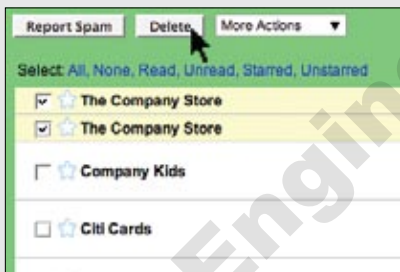 Report Spam Delete More Actions
Select: All, None, Read, Unread, Starred, Unstarred
The Company Store
The Company Store
Company Kids
Citi Cards
Engin